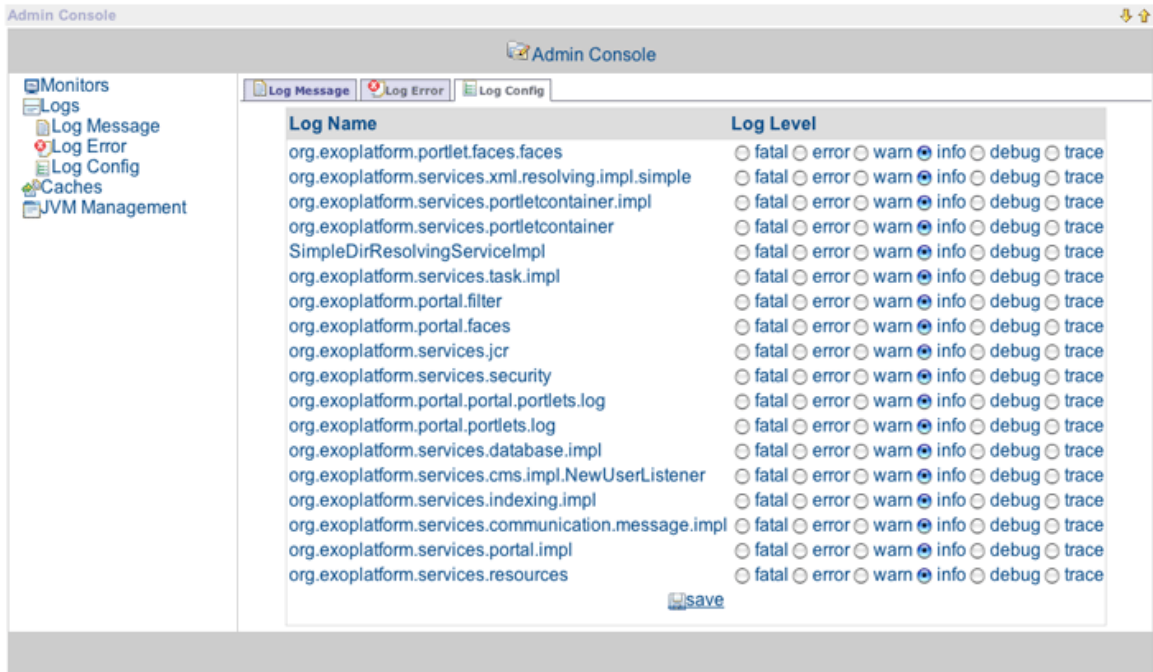 Admin Console
Admin Console
Monitors
Logs
Log Message
Log Error
Log Config
Caches
JVM Management
Log Message Log Error Log Config
Log Name Log Level
org.exoplatform.portlet.faces.faces fatal error warn info debug trace
org.exoplatform.services.xml.resolving.impl.simple fatal error warn info debug trace
org.exoplatform.services.portletcontainer.impl fatal error warn info debug trace
org.exoplatform.services.portletcontainer fatal error warn info debug trace
SimpleDirResolvingServiceImpl fatal error warn info debug trace
org.exoplatform.services.task.impl fatal error warn info debug trace
org.exoplatform.portal.filter fatal error warn info debug trace
org.exoplatform.portal.faces fatal error warn info debug trace
org.exoplatform.services.jcr fatal error warn info debug trace
org.exoplatform.services.security fatal error warn info debug trace
org.exoplatform.portal.portal.portlets.log fatal error warn info debug trace
org.exoplatform.portal.portlets.log fatal error warn info debug trace
org.exoplatform.services.database.impl fatal error warn info debug trace
org.exoplatform.services.cms.impl.NewUserListener fatal error warn info debug trace
org.exoplatform.services.indexing.impl fatal error warn info debug trace
org.exoplatform.services.communication.message.impl fatal error warn info debug trace
org.exoplatform.services.portal.impl fatal error warn info debug trace
org.exoplatform.services.resources fatal error warn info debug trace
save